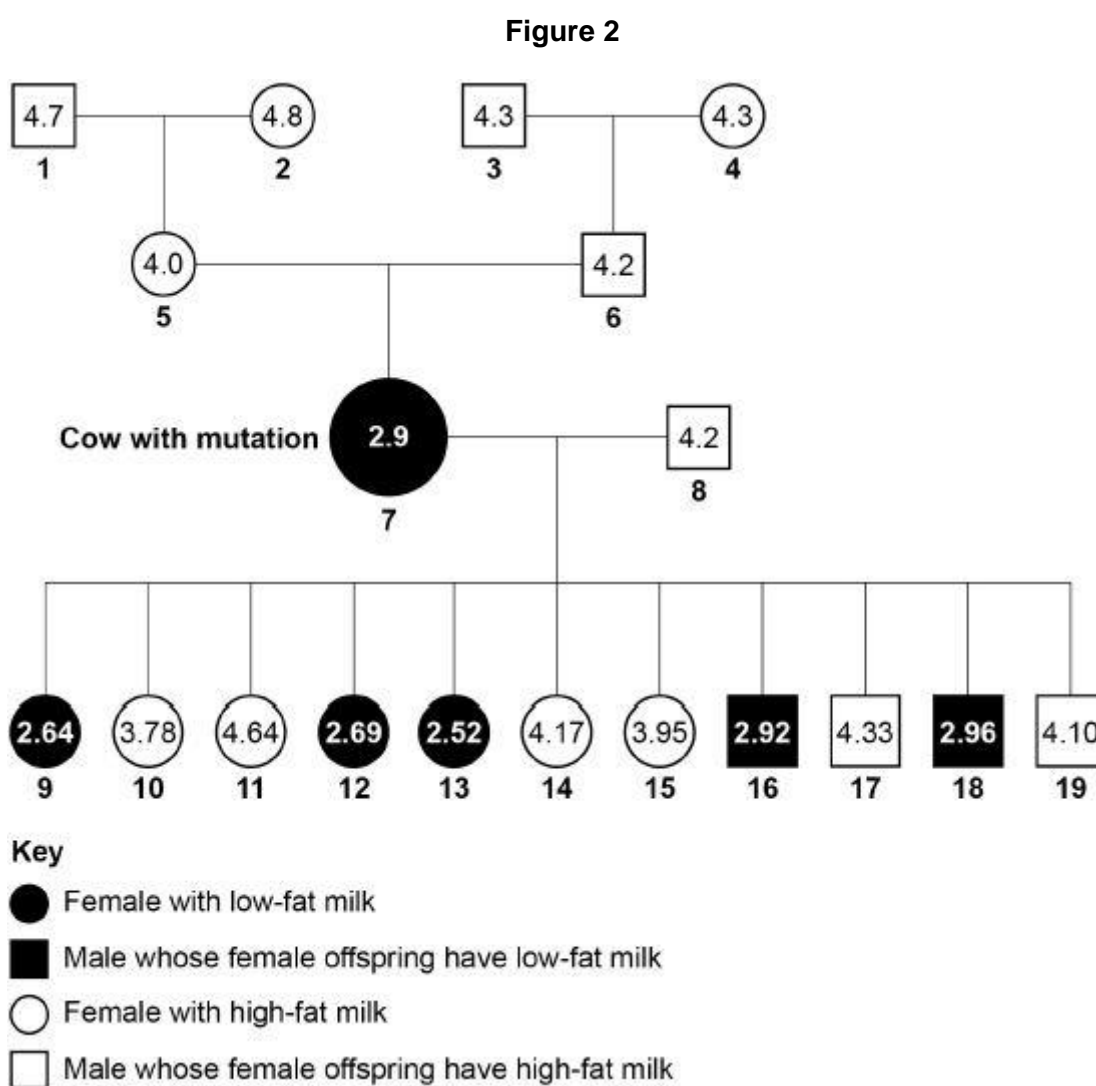 Figure 2
4.7 4.8 4.3 4.3
1 2 3 4
4.0 4.2
5 6
Cow with mutation 2.9 4.2
7 8
2.64 3.78 4.64 2.69 2.52 4.17 3.95 2.92 4.33 2.96 4.10
9 10 11 12 13 14 15 16 17 18 19
Key
Female with low-fat milk
Male whose female offspring have low-fat milk
Female with high-fat milk
Male whose female offspring have high-fat milk